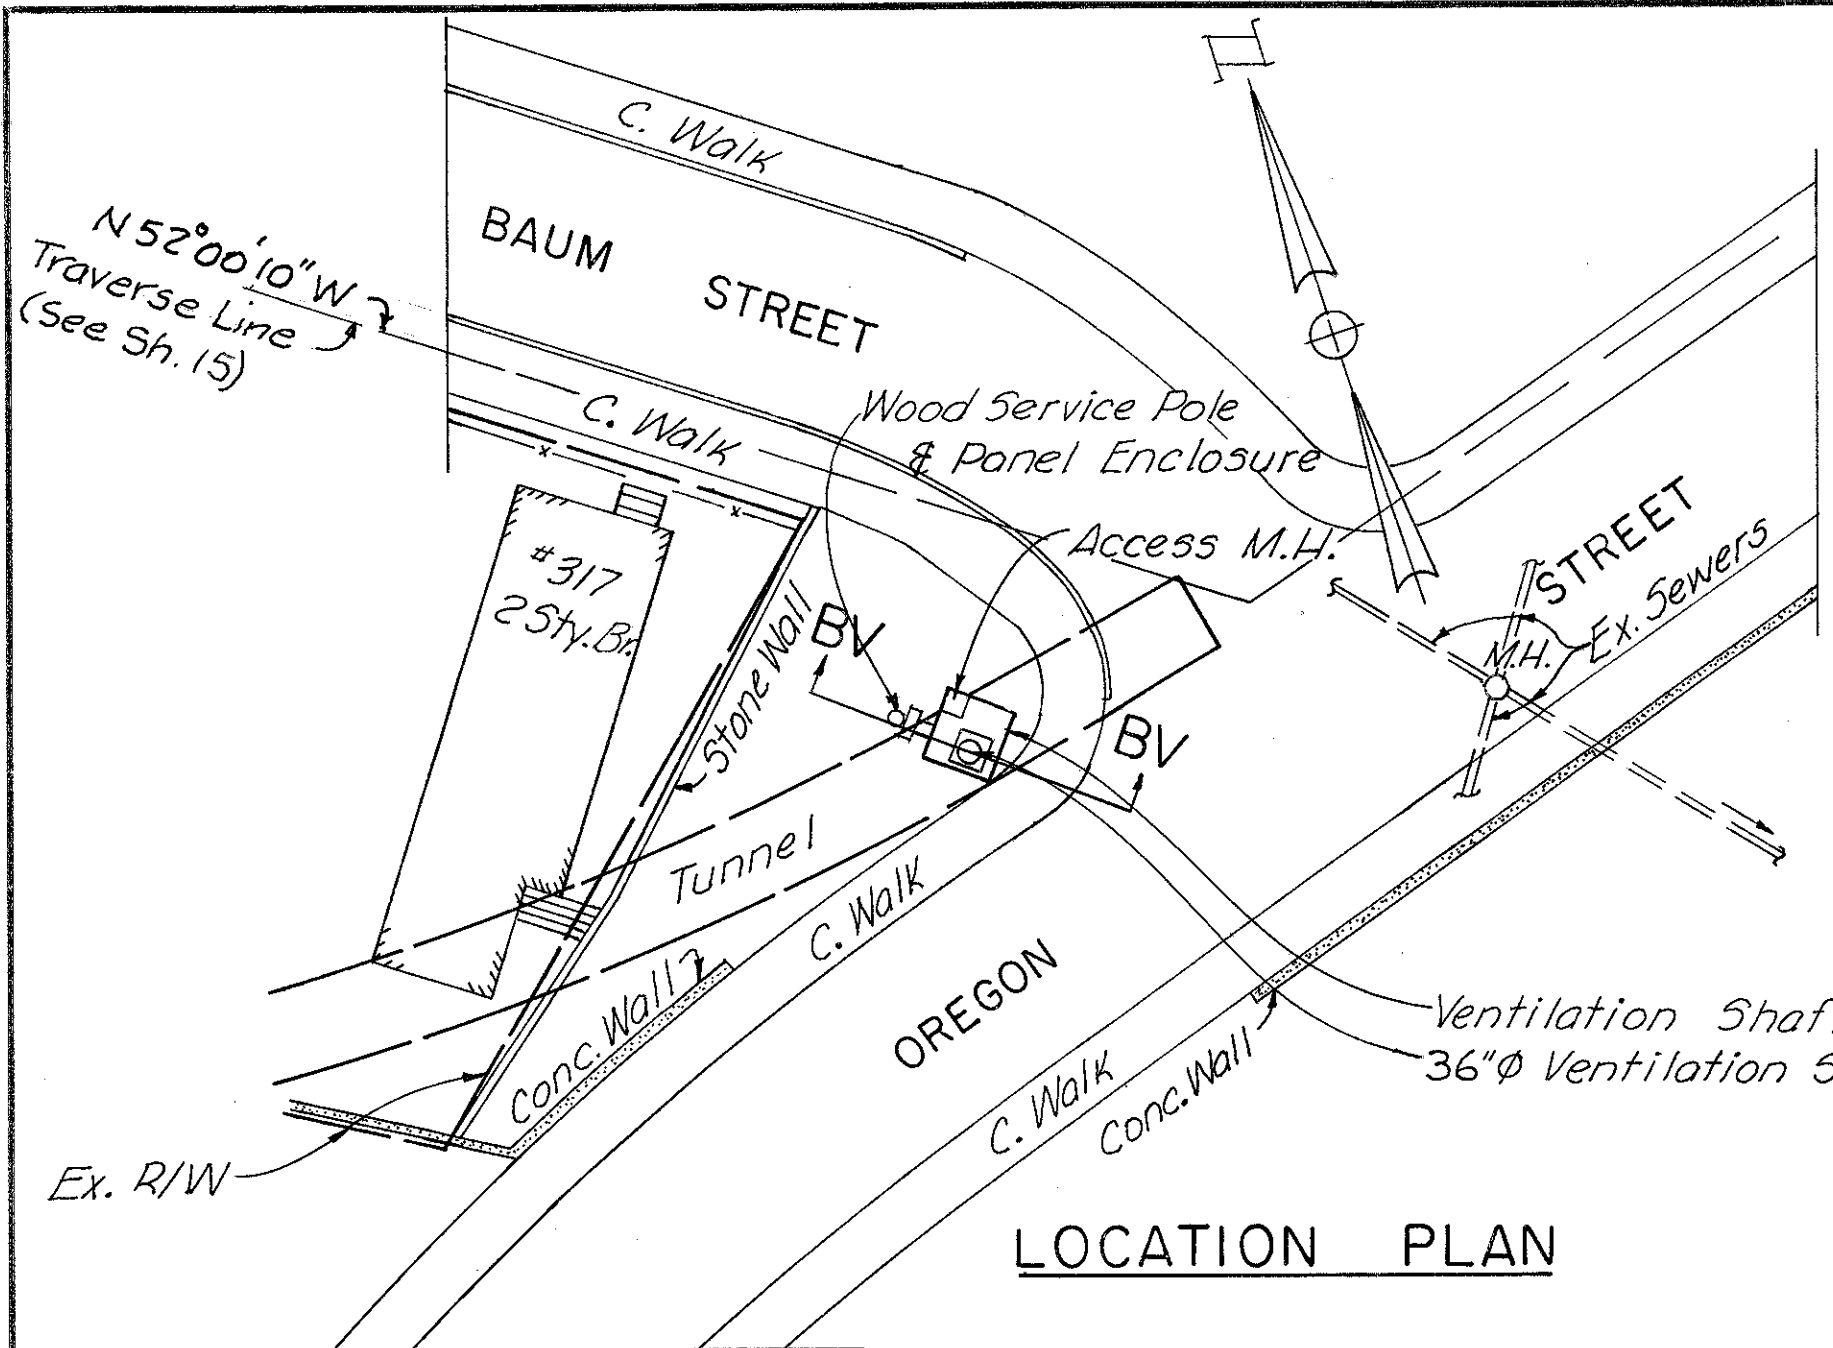 C. Walk
BAUM STREET
N 52°00'10" W
Traverse Line
(See Sh. 15)
C. Walk
Wood Service Pole
& Panel Enclosure
Access M.H.
STREET
Ex. Sewers
M.H.
#317
2 Sty. Br.
Stone Wall
BV
BV
Tunnel
C. Walk
OREGON
Conc. Wall
Ventilation
36"Ø Ventilation
C. Walk
Conc. Wall
Ex. R/W
LOCATION PLAN
N